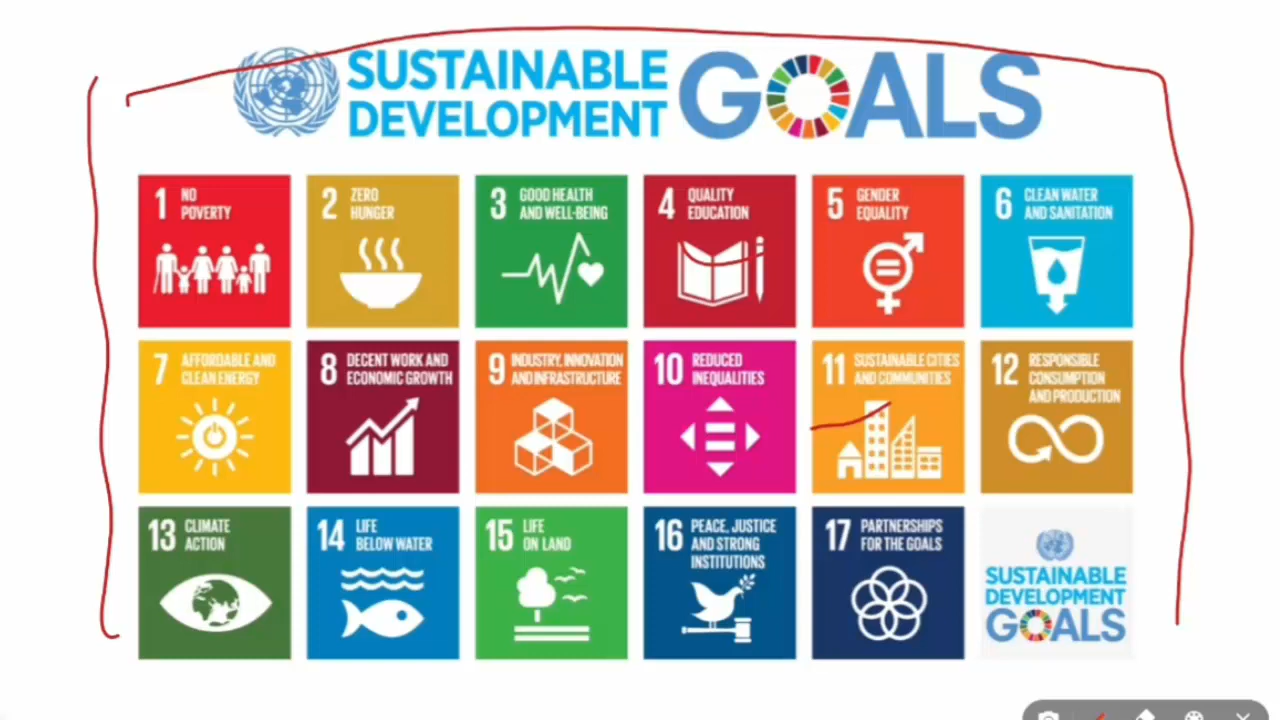 SUSTAINABLE
DEVELOPMENT
GOALS
1 NO
POVERTY
2 ZERO
HUNGER
3 GOOD HEALTH
AND WELL-BEING
4 QUALITY
EDUCATION
5 GENDER
EQUALITY
6 CLEAN WATER
AND SANITATION
7 AFFORDABLE AND
CLEAN ENERGY
8 DECENT WORK AND
ECONOMIC GROWTH
9 INDUSTRY, INNOVATION
AND INFRASTRUCTURE
10 REDUCED
INEQUALITIES
11 SUSTAINABLE CITIES
AND COMMUNITIES
12 RESPONSIBLE
CONSUMPTION
AND PRODUCTION
13 CLIMATE
ACTION
14 LIFE
BELOW WATER
15 LIFE
ON LAND
16 PEACE, JUSTICE
AND STRONG
INSTITUTIONS
17 PARTNERSHIPS
FOR THE GOALS
SUSTAINABLE
DEVELOPMENT
GOALS